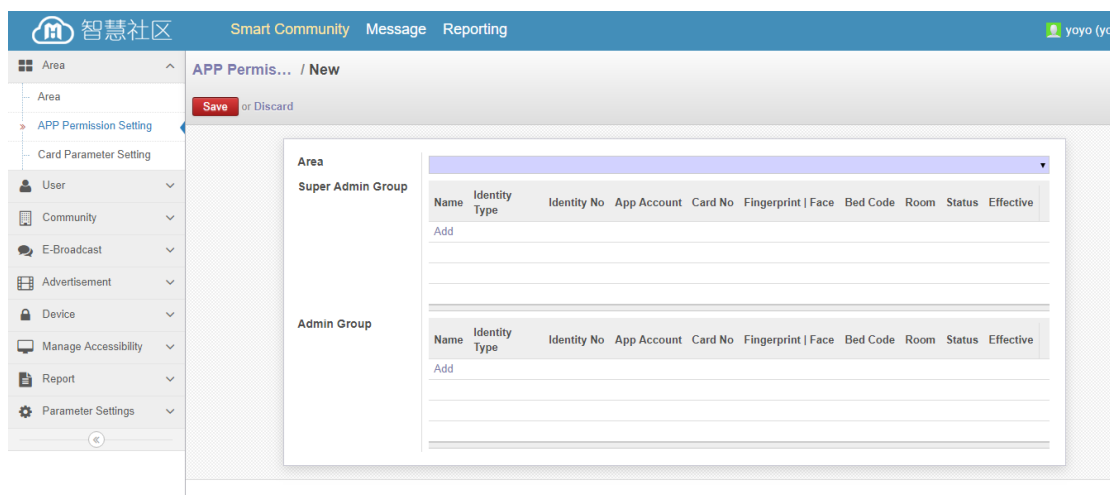 智慧社区 Smart Community Message Reporting yoyo (yo
Area
Area
APP Permission Setting
Card Parameter Setting
User
Community
E-Broadcast
Advertisement
Device
Manage Accessibility
Report
Parameter Settings
APP Permis... / New
Save or Discard
Area
Super Admin Group
Name Identity Type Identity No App Account Card No Fingerprint | Face Bed Code Room Status Effective
Add
Admin Group
Name Identity Type Identity No App Account Card No Fingerprint | Face Bed Code Room Status Effective
Add